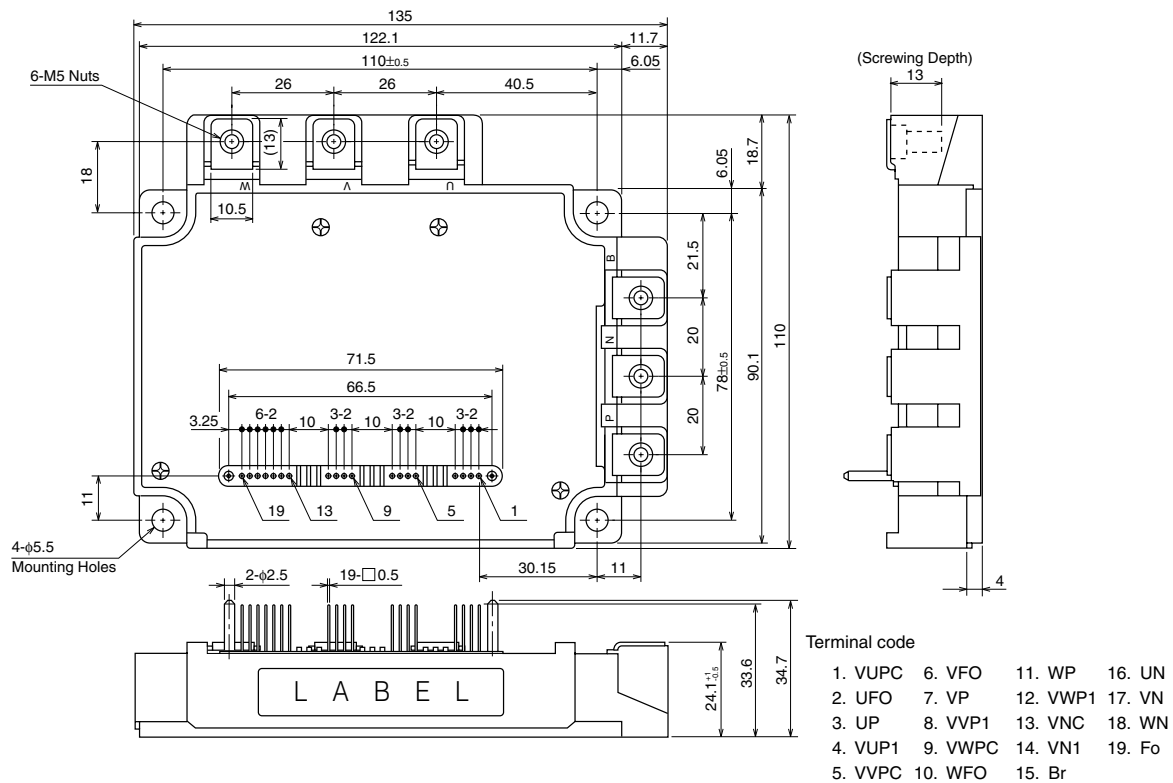 135
122.1
11.7
110±0.5
6.05
6-M5 Nuts
26
26
40.5
(Screwing Depth)
13
(13)
18
10.5
W
V
U
18.7
6.05
21.5
B
N
P
20
20
78±0.5
90.1
110
71.5
66.5
3.25
6-2
10
3-2
10
3-2
10
3-2
11
19
13
9
5
1
4-φ5.5
Mounting Holes
2-φ2.5
19-□0.5
30.15
11
4
LABEL
24.1 +1 -0.5
33.6
34.7
Terminal code
1. VUPC 6. VFO 11. WP 16. UN
2. UFO 7. VP 12. VWP1 17. VN
3. UP 8. VVP1 13. VNC 18. WN
4. VUP1 9. VWPC 14. VN1 19. Fo
5. VVPC 10. WFO 15. Br